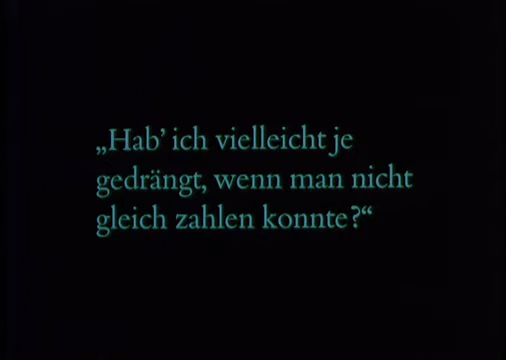 „Hab’ ich vielleicht je
gedrängt, wenn man nicht
gleich zahlen konnte?“